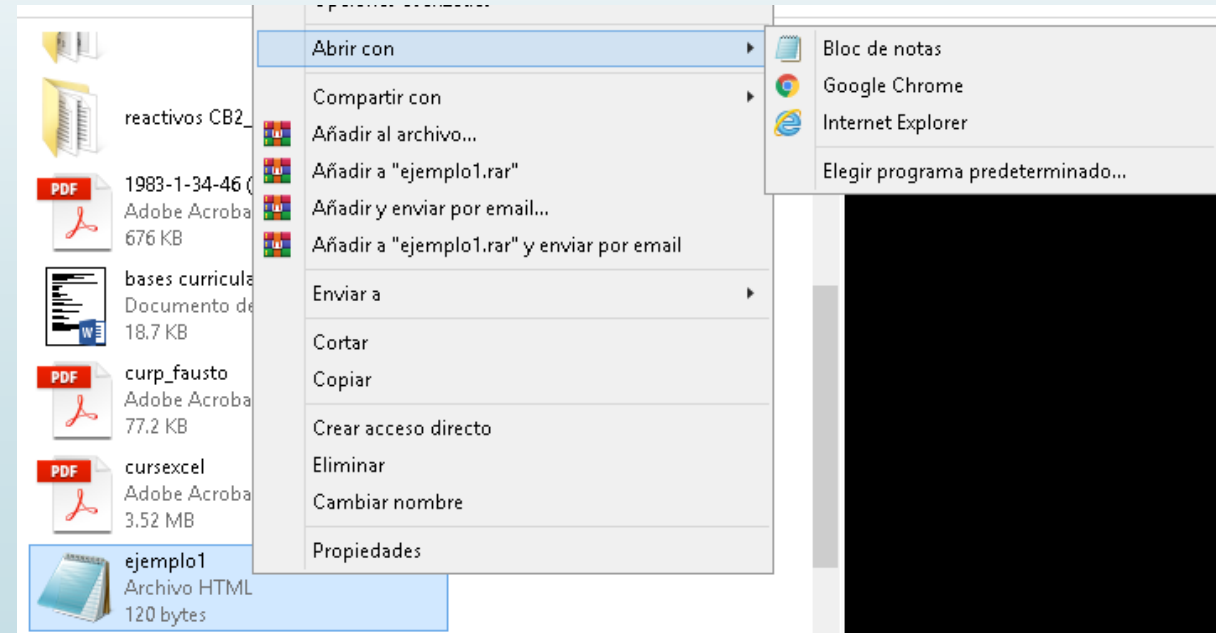 Abrir con
Compartir con
Añadir al archivo...
Añadir a "ejemplo1.rar"
Añadir y enviar por email...
Añadir a "ejemplo1.rar" y enviar por email
Enviar a
Cortar
Copiar
Crear acceso directo
Eliminar
Cambiar nombre
Propiedades
Bloc de notas
Google Chrome
Internet Explorer
Elegir programa predeterminado...
reactivos CB2_
PDF
1983-1-34-46 (
Adobe Acroba
676 KB
bases curricula
Documento de
18.7 KB
W
PDF
curp_fausto
Adobe Acroba
77.2 KB
PDF
cursexcel
Adobe Acroba
3.52 MB
ejemplo1
Archivo HTML
120 bytes